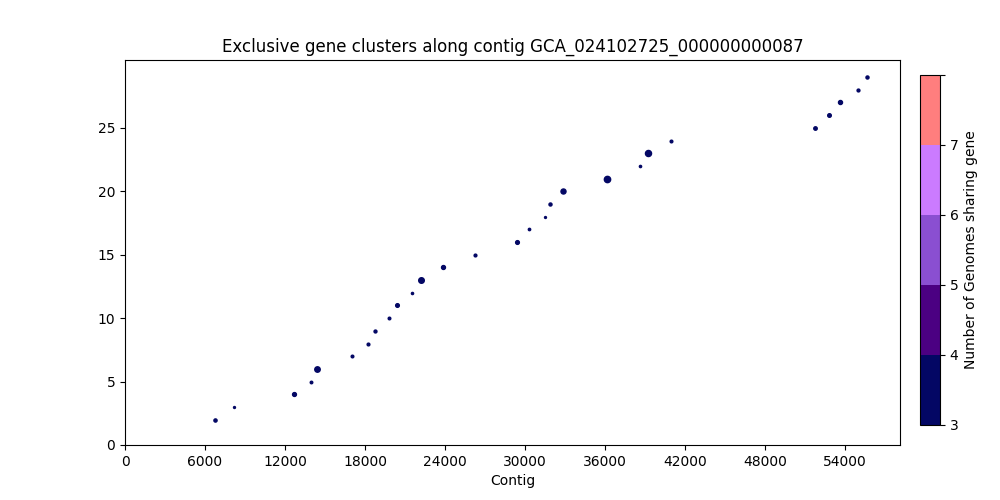 Exclusive gene clusters along contig GCA_024102725_000000000087
25
20
15
10
5
0
0 6000 12000 18000 24000 30000 36000 42000 48000 54000
Contig
7
6
5
4
3
Number of Genomes sharing gene